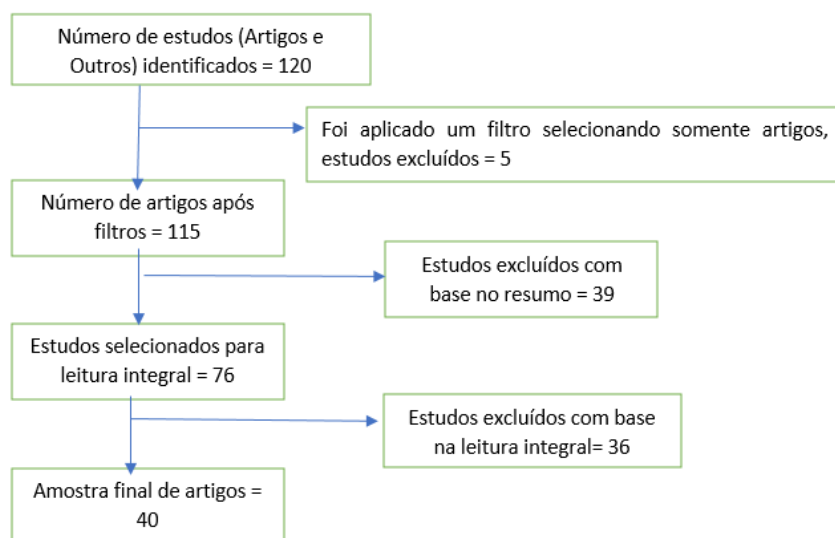 Número de estudos (Artigos e
Outros) identificados = 120
Foi aplicado um filtro selecionando somente artigos,
estudos excluídos = 5
Número de artigos após
filtros = 115
Estudos excluídos com
base no resumo = 39
Estudos selecionados para
leitura integral = 76
Estudos excluídos com base
na leitura integral= 36
Amostra final de artigos =
40